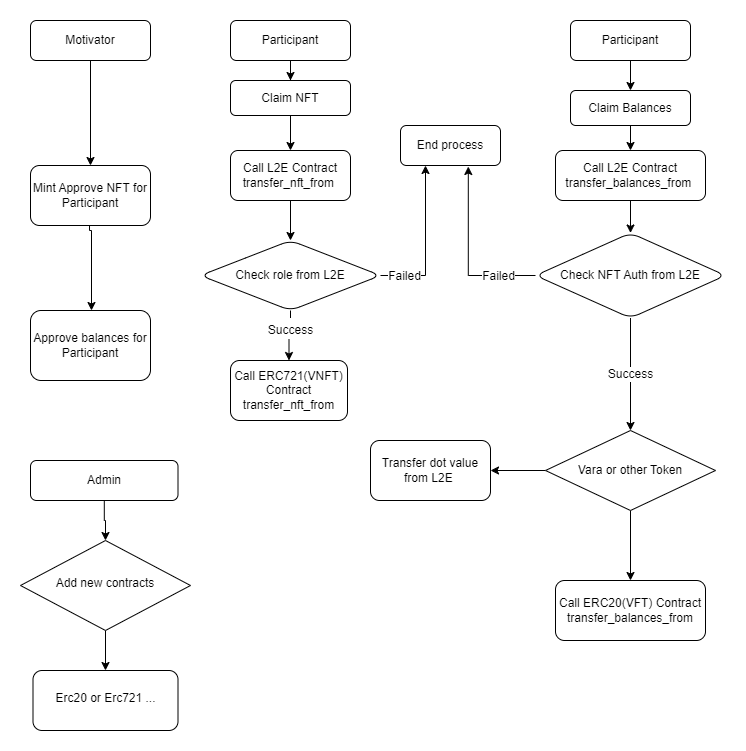 Motivator
Mint Approve NFT for
Participant
Approve balances for
Participant
Participant
Claim NFT
Call L2E Contract
transfer_nft_from
Check role from L2E
Failed
Success
Call ERC721(VNFT)
Contract
transfer_nft_from
End process
Participant
Claim Balances
Call L2E Contract
transfer_balances_from
Check NFT Auth from L2E
Failed
Success
Vara or other Token
Transfer dot value
from L2E
Call ERC20(VFT) Contract
transfer_balances_from
Admin
Add new contracts
Erc20 or Erc721 ...